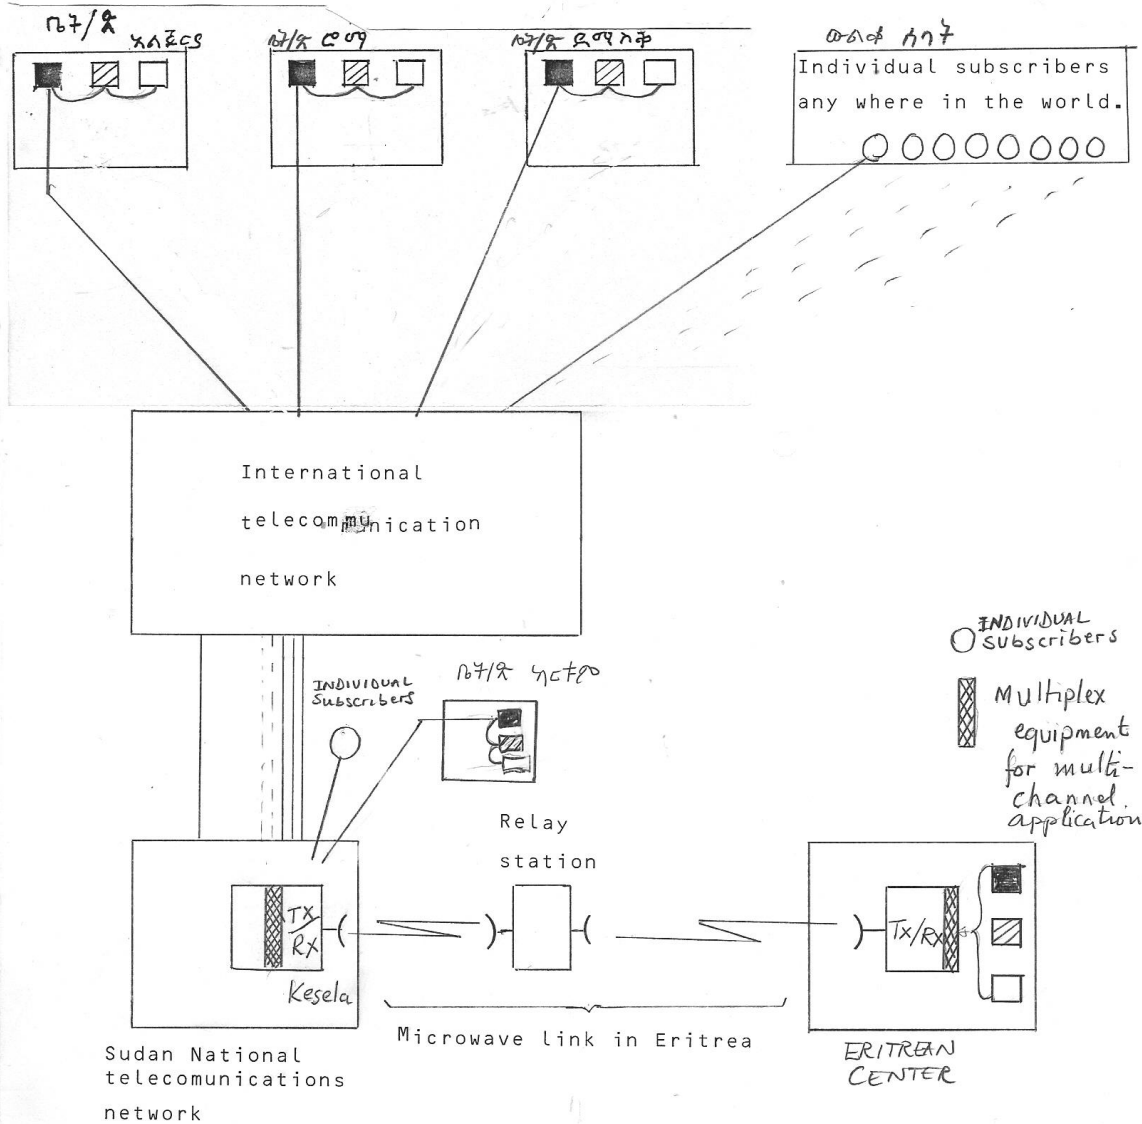 ቤት/ጽ
ኣልጀርያ
ቤት/ጽ ሮማ
ቤት/ጽ ደማስቆ
ውልቀ ሰባት
Individual subscribers
any where in the world.
International
telecommunication
network
INDIVIDUAL
Subscribers
ቤት/ጽ ካርቱም
INDIVIDUAL
Subscribers
Multiplex
equipment
for multi-
channel
application
Relay
station
TX/
RX
Kesela
Tx/Rx
Microwave link in Eritrea
Sudan National
telecomunications
network
ERITREAN
CENTER